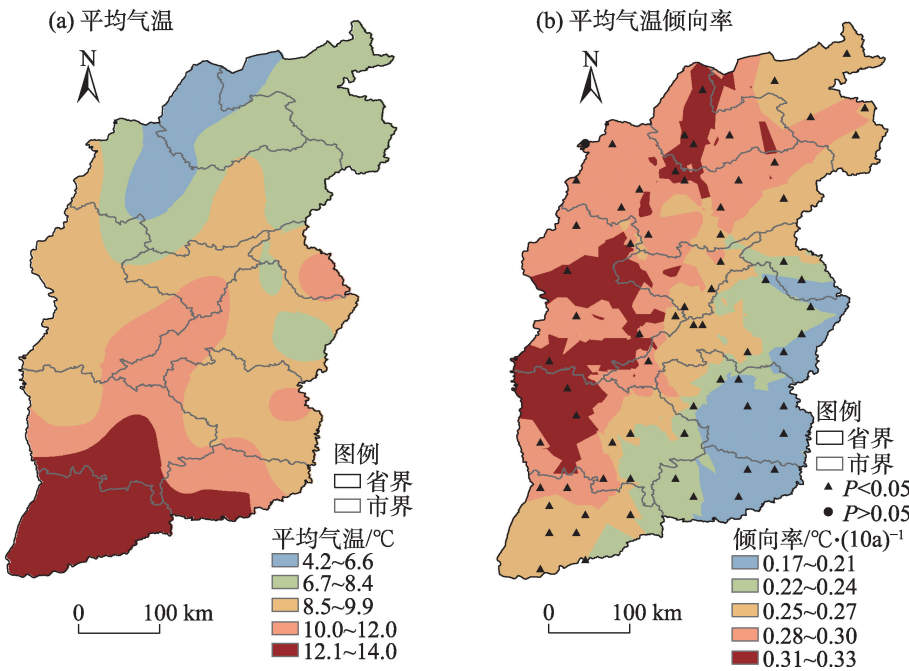 (a) 平均气温
N
图例
省界
市界
平均气温/℃
4.2~6.6
6.7~8.4
8.5~9.9
10.0~12.0
12.1~14.0
0 100 km
(b) 平均气温倾向率
N
图例
省界
市界
P<0.05
P>0.05
倾向率/℃·(10a)⁻¹
0.17~0.21
0.22~0.24
0.25~0.27
0.28~0.30
0.31~0.33
0 100 km